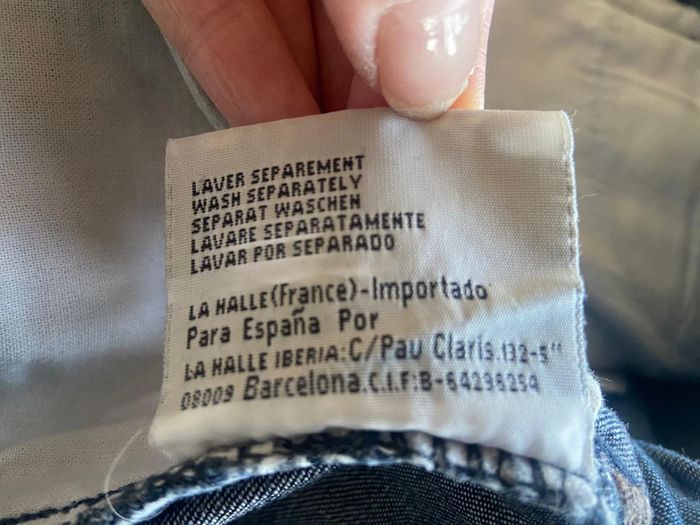 LAVER SEPAREMENT
WASH SEPARATELY
SEPARAT WASCHEN
LAVARE SEPARATAMENTE
LAVAR POR SEPARADO
LA HALLE(France)-Importado
Para España Por
LA HALLE IBERIA:C/Pau Claris.132-5"
08009 Barcelona.C.I.F:B-64296254